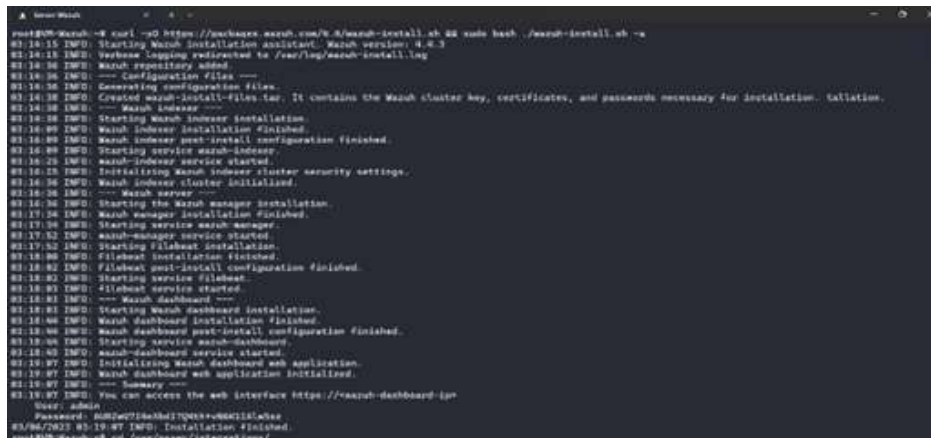 Server Wazuh
root@VM-Wazuh:~# curl -sO https://packages.wazuh.com/4.4/wazuh-install.sh && sudo bash ./wazuh-install.sh -a
03:14:15 INFO: Starting Wazuh installation assistant. Wazuh version: 4.4.3
03:14:15 INFO: Verbose logging redirected to /var/log/wazuh-install.log
03:14:36 INFO: Wazuh repository added.
03:14:36 INFO: --- Configuration files ---
03:14:36 INFO: Generating configuration files.
03:14:38 INFO: Created wazuh-install-files.tar. It contains the Wazuh cluster key, certificates, and passwords necessary for installation. tallation.
03:14:38 INFO: --- Wazuh indexer ---
03:14:38 INFO: Starting Wazuh indexer installation.
03:16:09 INFO: Wazuh indexer installation finished.
03:16:09 INFO: Wazuh indexer post-install configuration finished.
03:16:09 INFO: Starting service wazuh-indexer.
03:16:25 INFO: wazuh-indexer service started.
03:16:25 INFO: Initializing Wazuh indexer cluster security settings.
03:16:36 INFO: Wazuh indexer cluster initialized.
03:16:36 INFO: --- Wazuh server ---
03:16:36 INFO: Starting the Wazuh manager installation.
03:17:34 INFO: Wazuh manager installation finished.
03:17:34 INFO: Starting service wazuh-manager.
03:17:52 INFO: wazuh-manager service started.
03:17:52 INFO: Starting Filebeat installation.
03:18:00 INFO: Filebeat installation finished.
03:18:02 INFO: Filebeat post-install configuration finished.
03:18:02 INFO: Starting service filebeat.
03:18:03 INFO: filebeat service started.
03:18:03 INFO: --- Wazuh dashboard ---
03:18:03 INFO: Starting Wazuh dashboard installation.
03:18:44 INFO: Wazuh dashboard installation finished.
03:18:44 INFO: Wazuh dashboard post-install configuration finished.
03:18:44 INFO: Starting service wazuh-dashboard.
03:18:45 INFO: wazuh-dashboard service started.
03:19:07 INFO: Initializing Wazuh dashboard web application.
03:19:07 INFO: Wazuh dashboard web application initialized.
03:19:07 INFO: --- Summary ---
03:19:07 INFO: You can access the web interface https://<wazuh-dashboard-ip>
User: admin
Password:
03/06/2023 03:19:07 INFO: Installation finished.